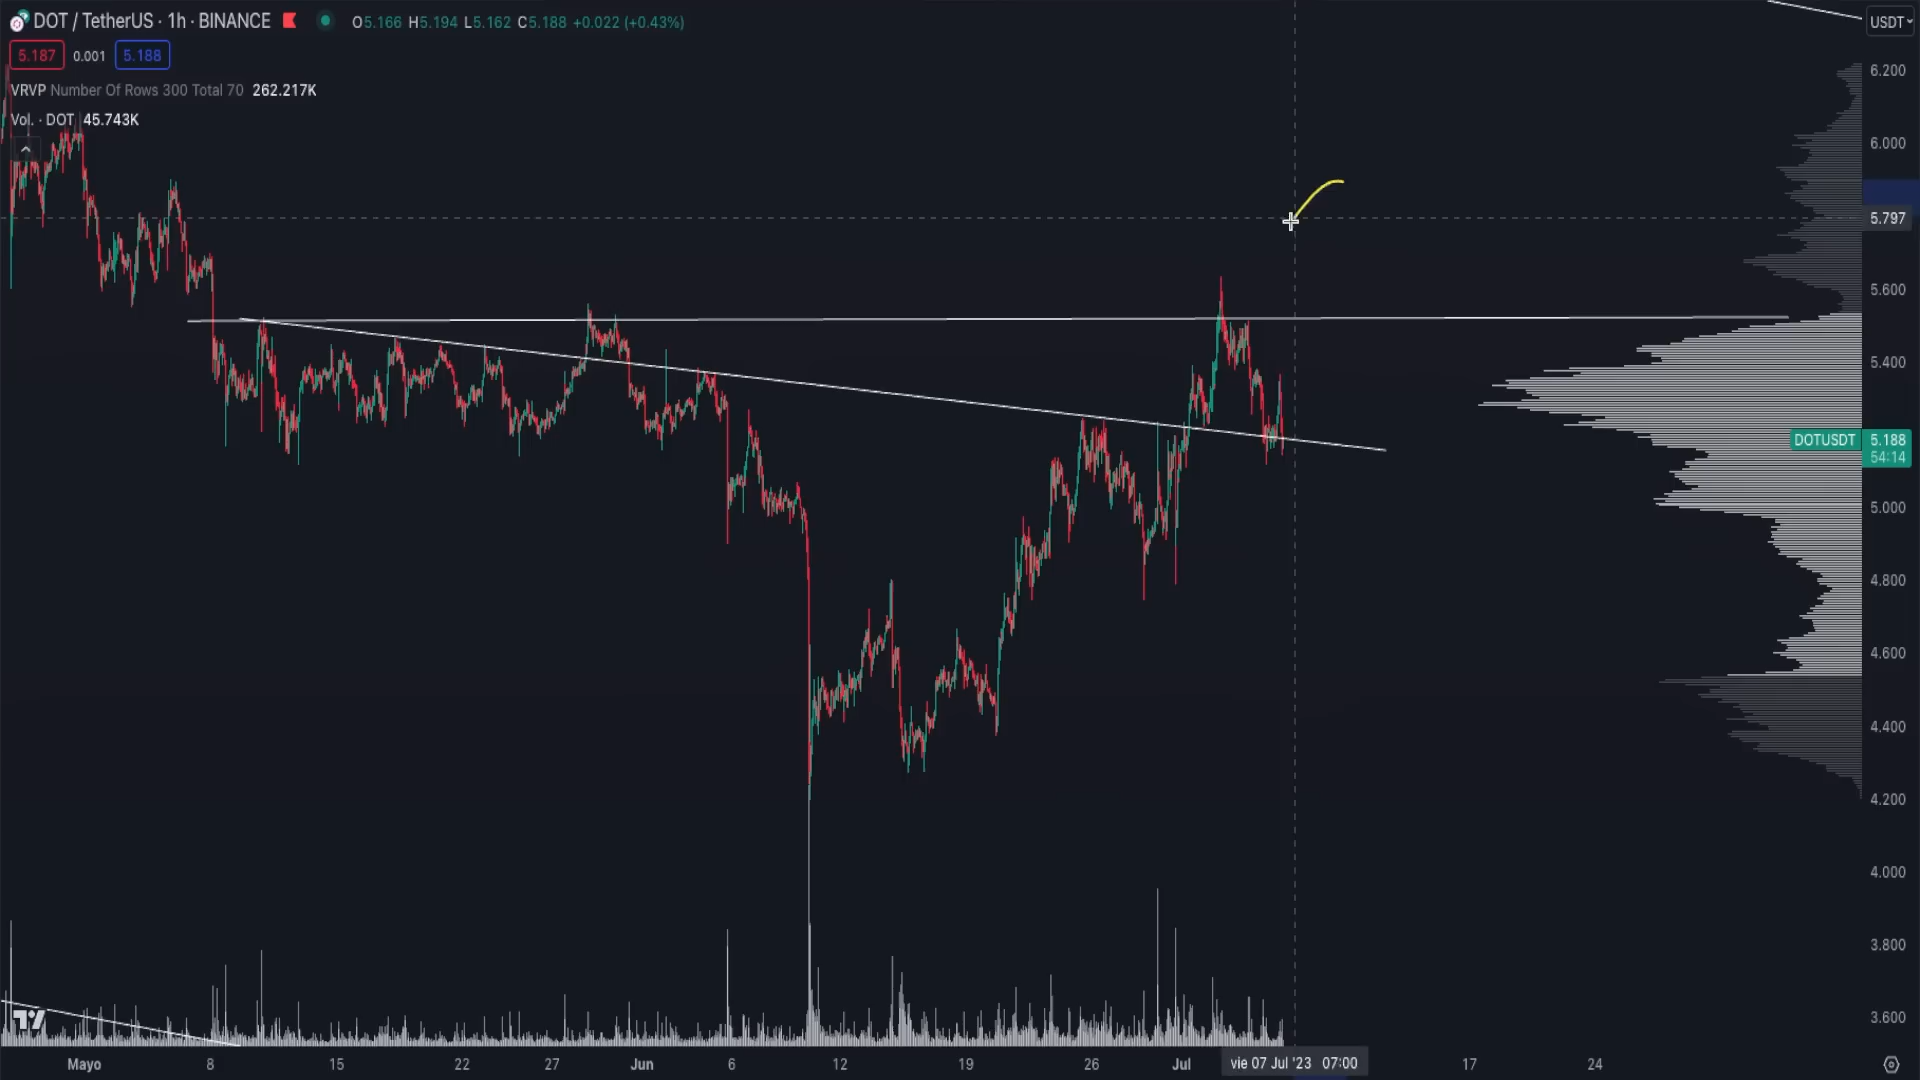 DOT / TetherUS · 1h · BINANCE O5.166 H5.194 L5.162 C5.188 +0.022 (+0.43%) USDT
5.187 0.001 5.188
VRVP Number Of Rows 300 Total 70 262.217K
Vol. · DOT 45.743K
6.200
6.000
5.797
5.600
5.400
DOTUSDT 5.188
54:14
5.000
4.800
4.600
4.400
4.200
4.000
3.800
3.600
Mayo 8 15 22 27 Jun 6 12 19 26 Jul vie 07 Jul '23 07:00 17 24